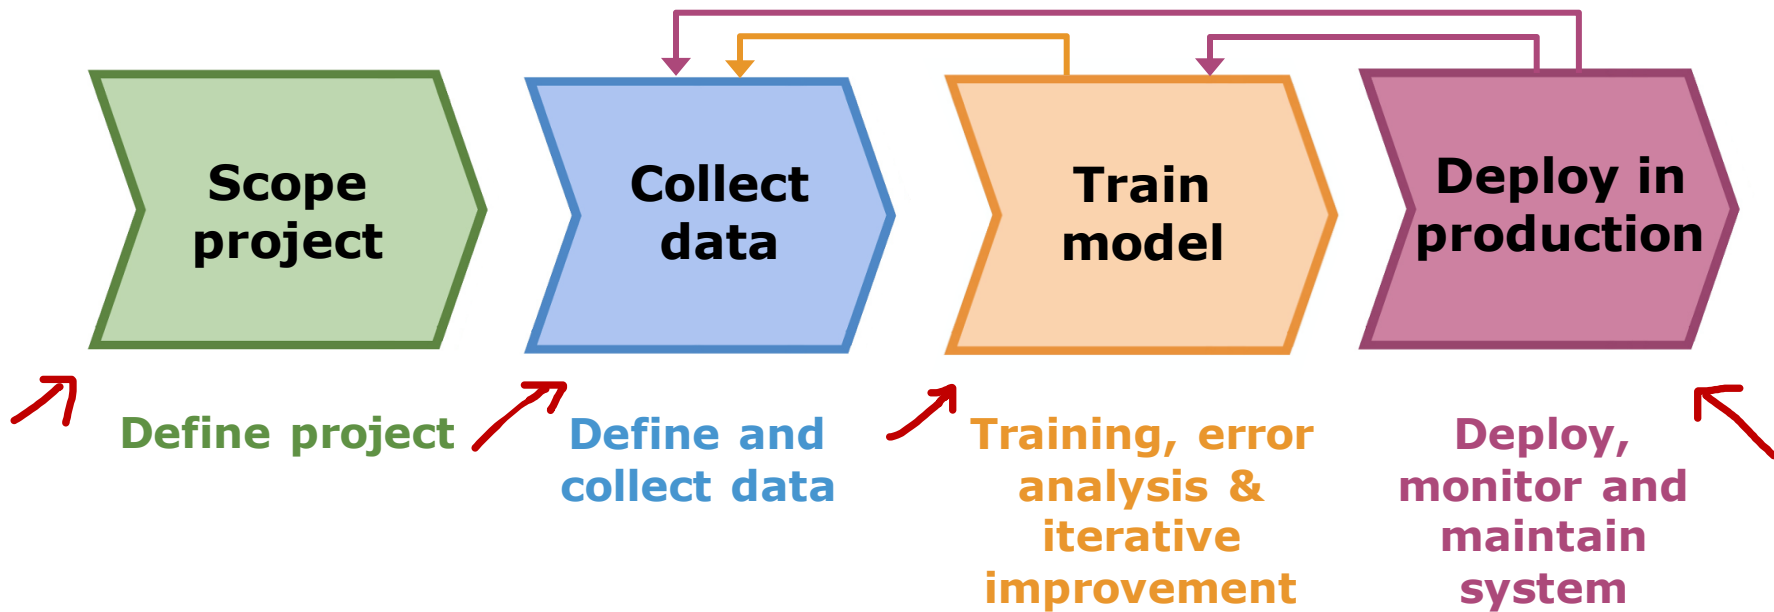 Scope
project
Collect
data
Train
model
Deploy in
production
Define project
Define and
collect data
Training, error
analysis &
iterative
improvement
Deploy,
monitor and
maintain
system